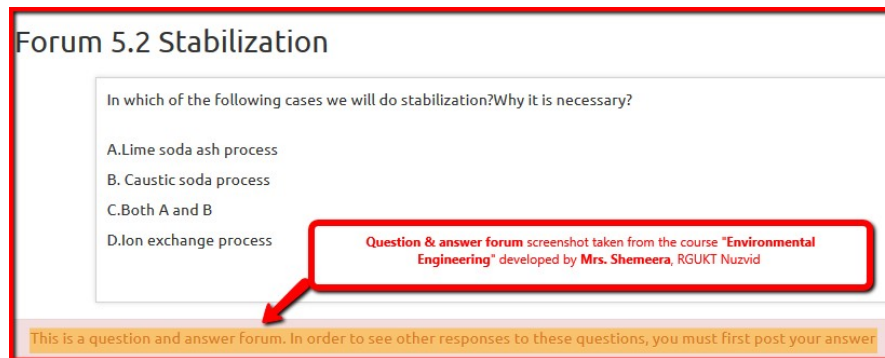 Forum 5.2 Stabilization
In which of the following cases we will do stabilization?Why it is necessary?
A.Lime soda ash process
B. Caustic soda process
C.Both A and B
D.Ion exchange process
Question & answer forum screenshot taken from the course "Environmental
Engineering" developed by Mrs. Shemeera, RGUKT Nuzvid
This is a question and answer forum. In order to see other responses to these questions, you must first post your answer